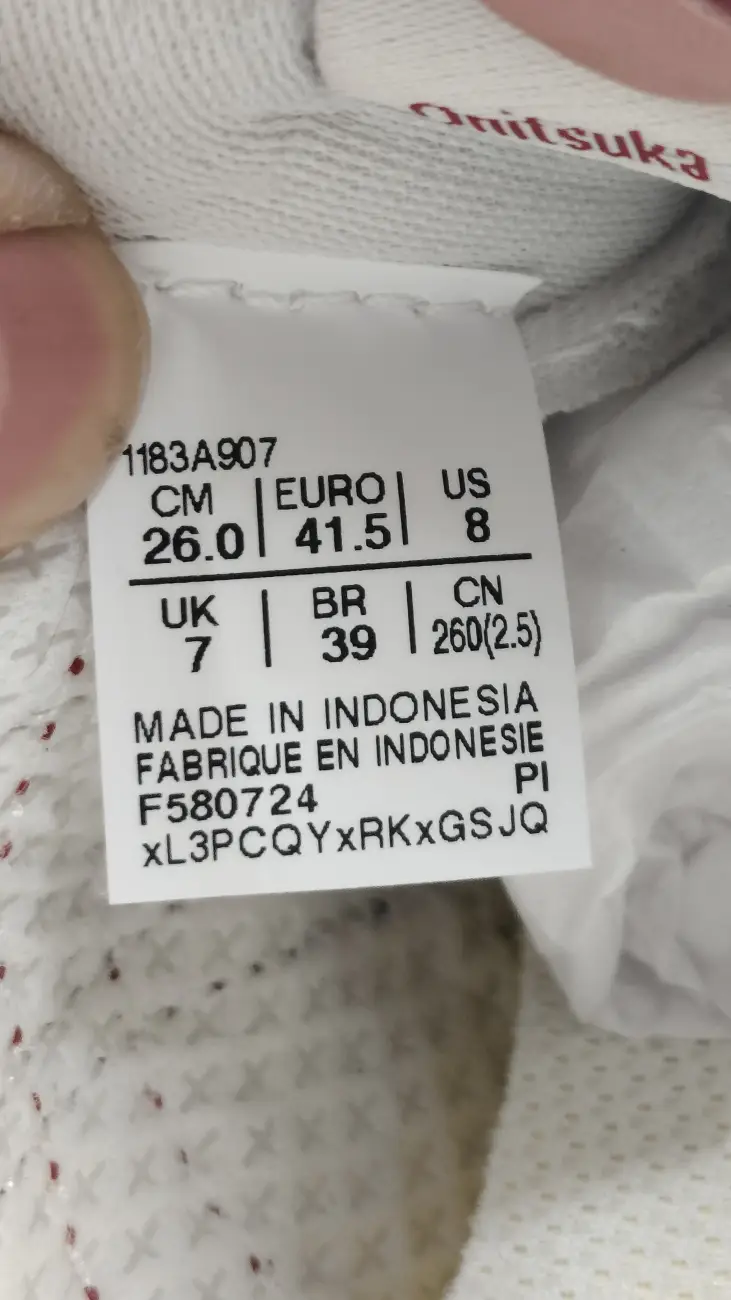 Onitsuka
1183A907
CM | EURO | US
26.0 | 41.5 | 8
UK | BR | CN
7 | 39 | 260(2.5)
MADE IN INDONESIA
FABRIQUE EN INDONESIE
F580724 PI
xL3PCQYxRKxGSJQ